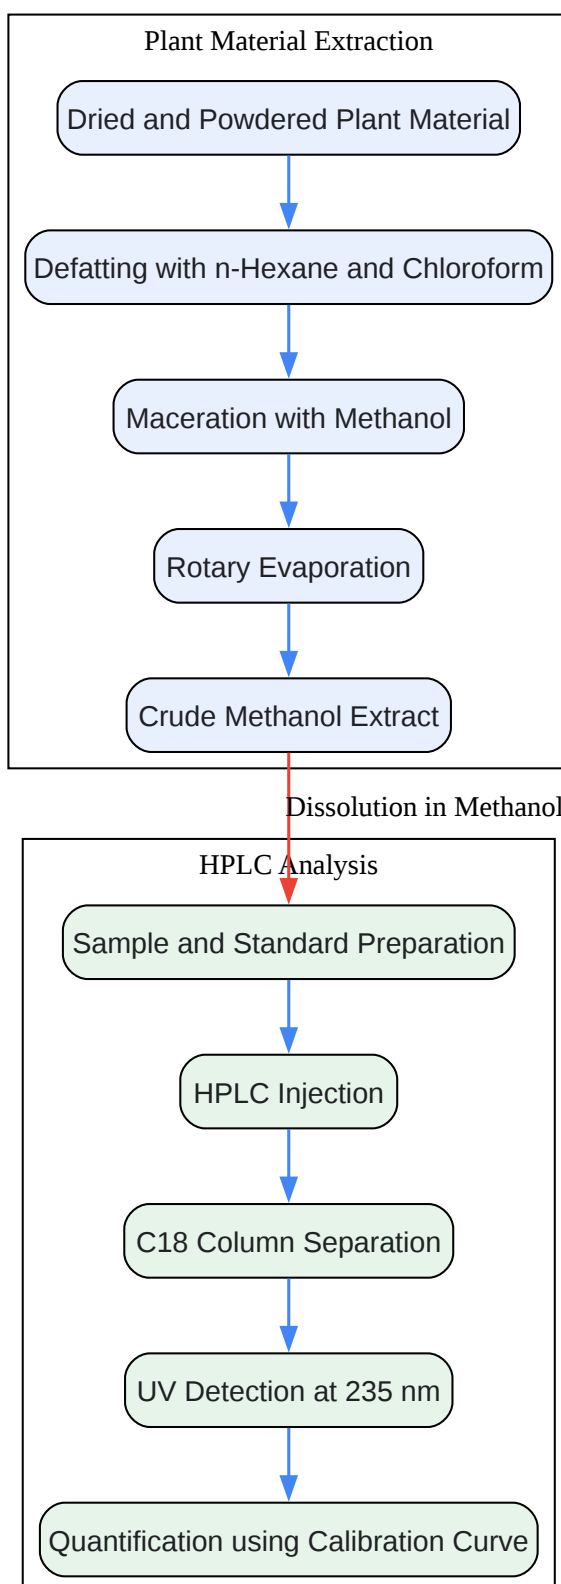 Plant Material Extraction
Dried and Powdered Plant Material
Defatting with n-Hexane and Chloroform
Maceration with Methanol
Rotary Evaporation
Crude Methanol Extract
Dissolution in Methanol
HPLC Analysis
Sample and Standard Preparation
HPLC Injection
C18 Column Separation
UV Detection at 235 nm
Quantification using Calibration Curve